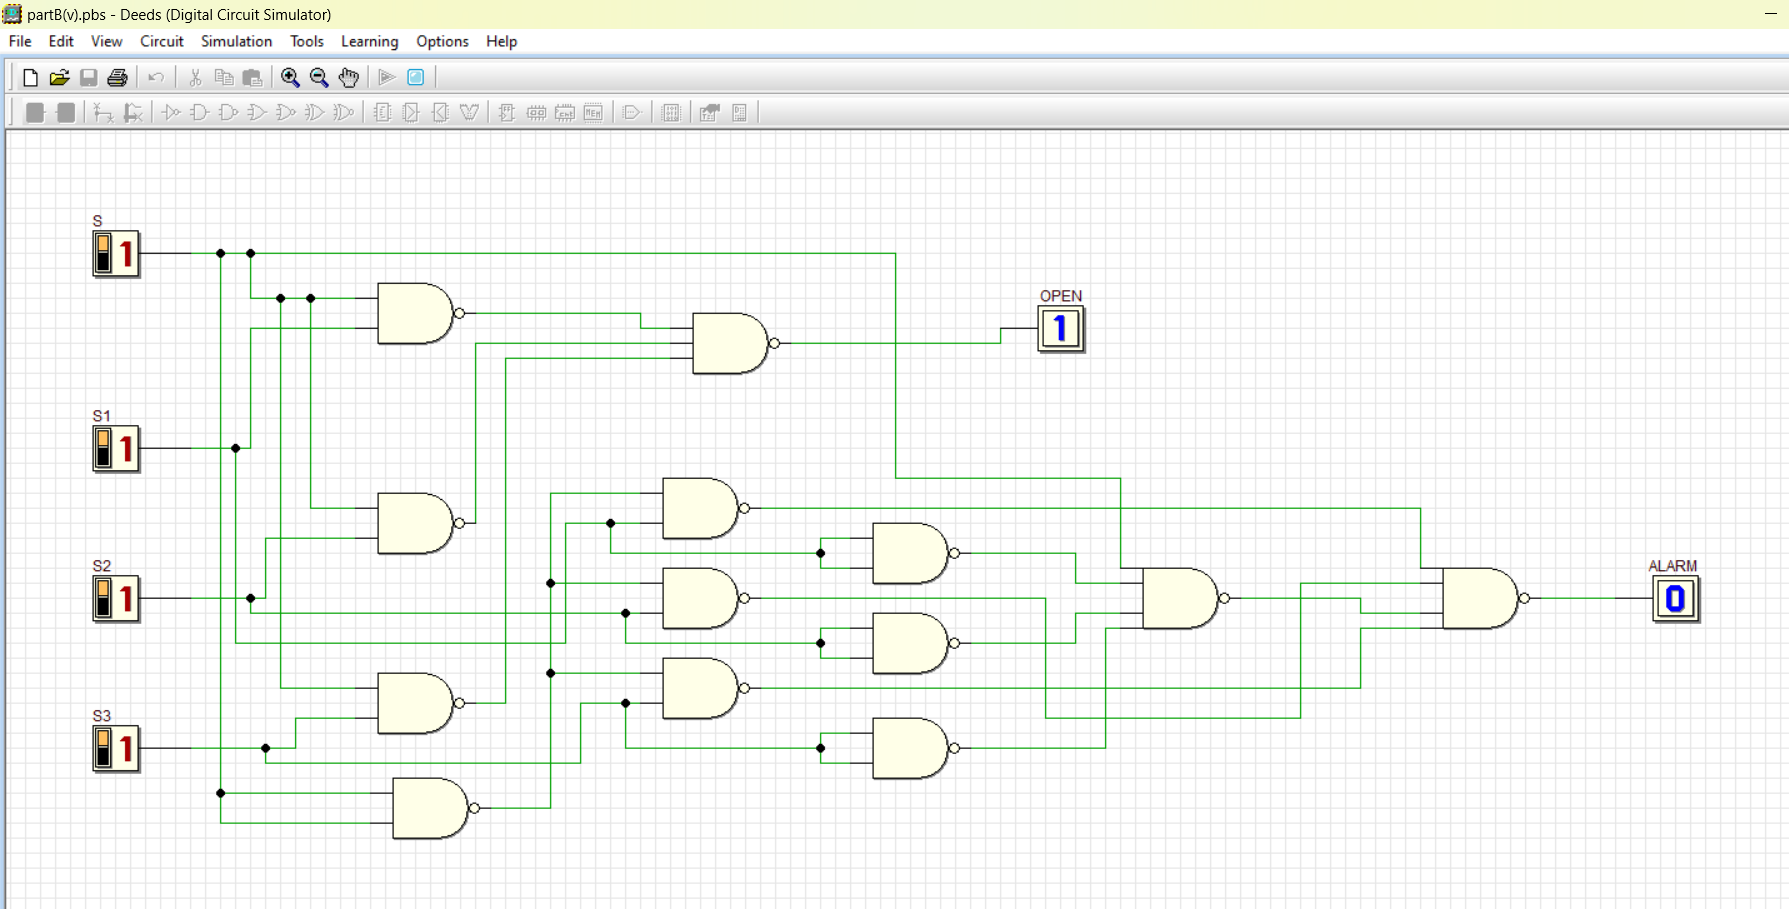 partB(v).pbs - Deeds (Digital Circuit Simulator)
File Edit View Circuit Simulation Tools Learning Options Help
S
1
OPEN
1
S1
1
S2
1
ALARM
0
S3
1